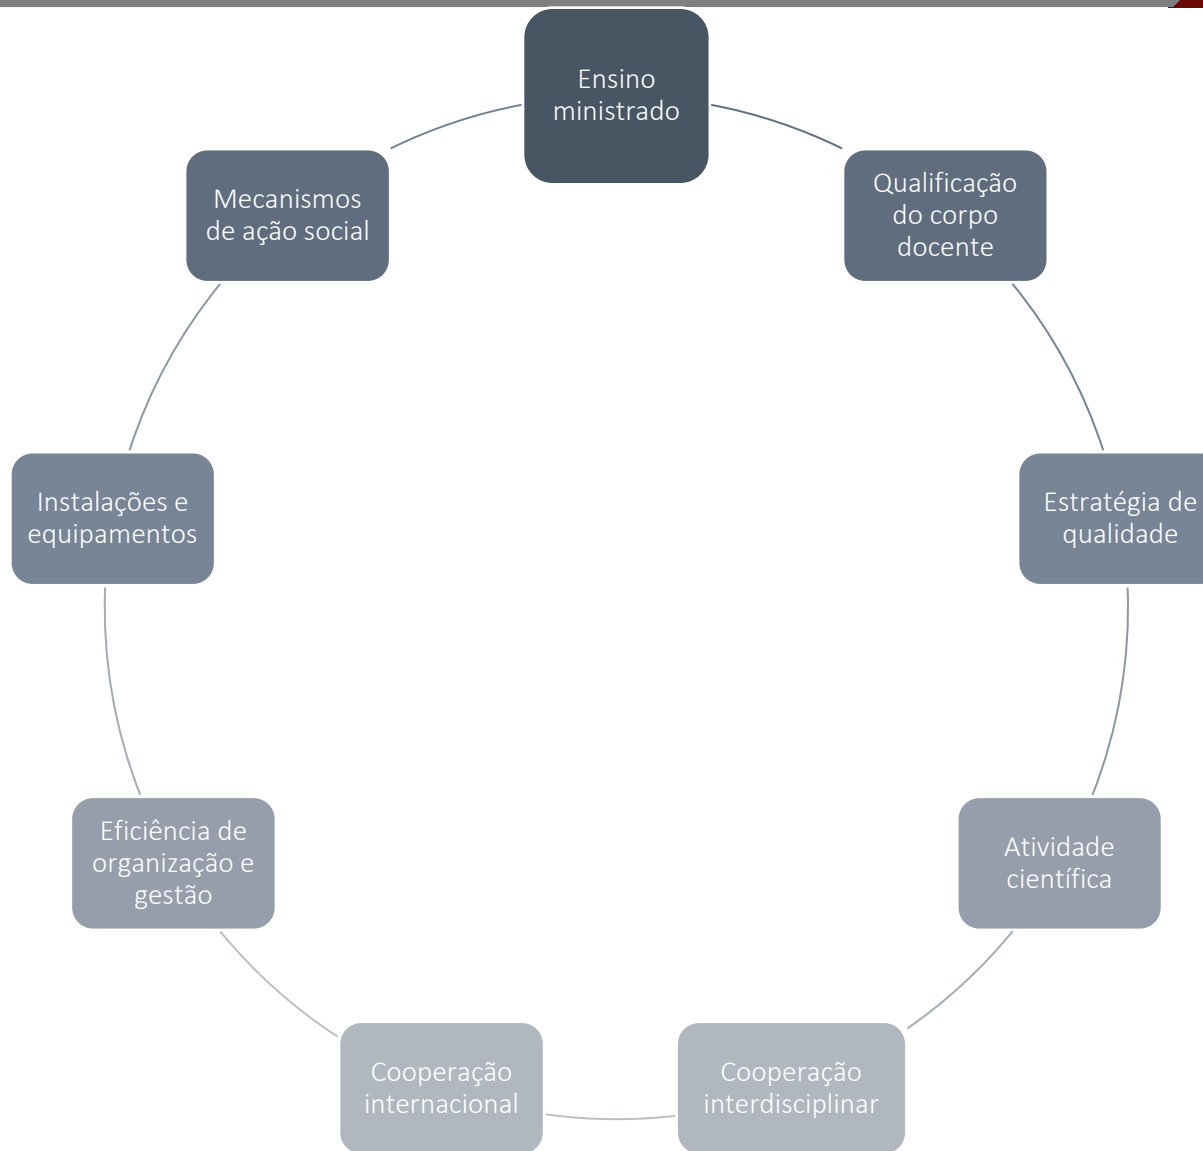 Ensino
ministrado
Qualificação
do corpo
docente
Estratégia de
qualidade
Atividade
científica
Cooperação
interdisciplinar
Cooperação
internacional
Eficiência de
organização e
gestão
Instalações e
equipamentos
Mecanismos
de ação social